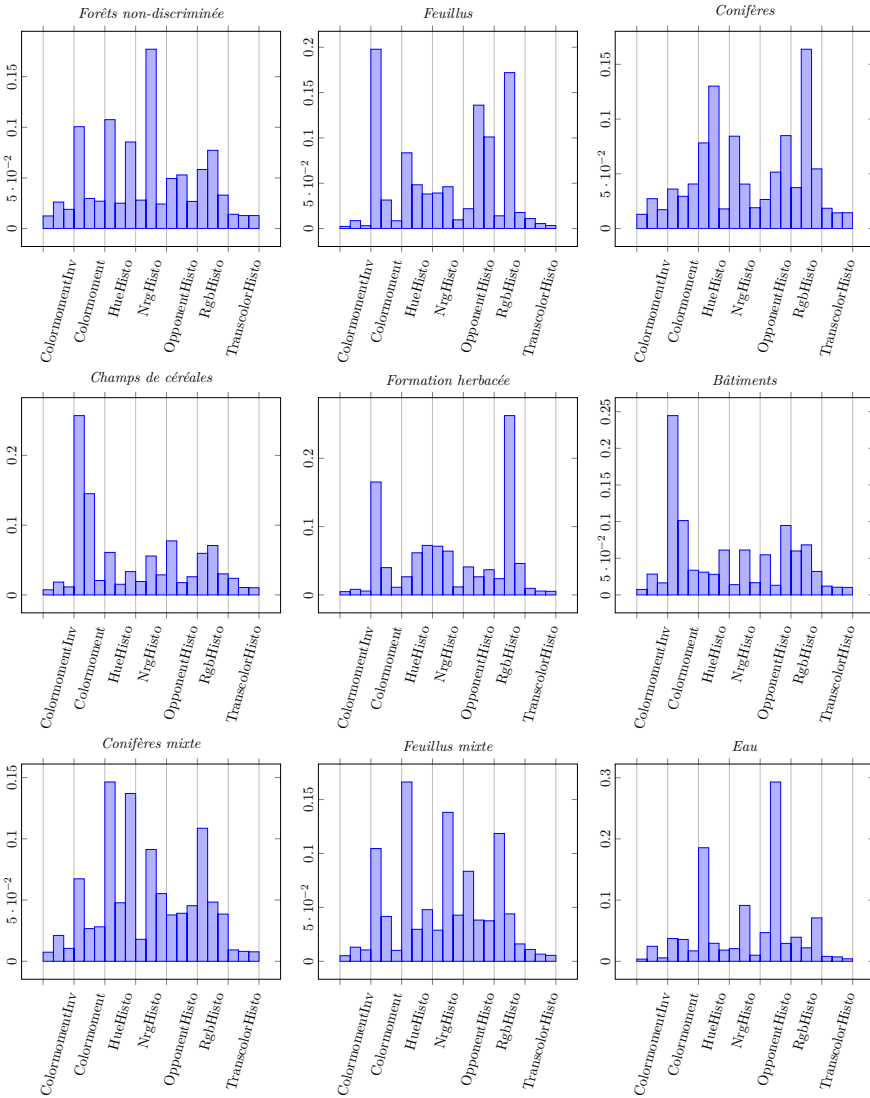 Forêts non-discriminée
0
5 · 10⁻²
0.1
0.15
ColormomentInv
Colormoment
HueHisto
NrgHisto
OpponentHisto
RgbHisto
TranscolorHisto
Feuillus
0
5 · 10⁻²
0.1
0.15
0.2
ColormomentInv
Colormoment
HueHisto
NrgHisto
OpponentHisto
RgbHisto
TranscolorHisto
Conifères
0
5 · 10⁻²
0.1
0.15
ColormomentInv
Colormoment
HueHisto
NrgHisto
OpponentHisto
RgbHisto
TranscolorHisto
Champs de céréales
0
0.1
0.2
ColormomentInv
Colormoment
HueHisto
NrgHisto
OpponentHisto
RgbHisto
TranscolorHisto
Formation herbacée
0
0.1
0.2
ColormomentInv
Colormoment
HueHisto
NrgHisto
OpponentHisto
RgbHisto
TranscolorHisto
Bâtiments
0
5 · 10⁻²
0.1
0.15
0.2
0.25
ColormomentInv
Colormoment
HueHisto
NrgHisto
OpponentHisto
RgbHisto
TranscolorHisto
Conifères mixte
0
5 · 10⁻²
0.1
0.15
ColormomentInv
Colormoment
HueHisto
NrgHisto
OpponentHisto
RgbHisto
TranscolorHisto
Feuillus mixte
0
5 · 10⁻²
0.1
0.15
ColormomentInv
Colormoment
HueHisto
NrgHisto
OpponentHisto
RgbHisto
TranscolorHisto
Eau
0
0.1
0.2
0.3
ColormomentInv
Colormoment
HueHisto
NrgHisto
OpponentHisto
RgbHisto
TranscolorHisto